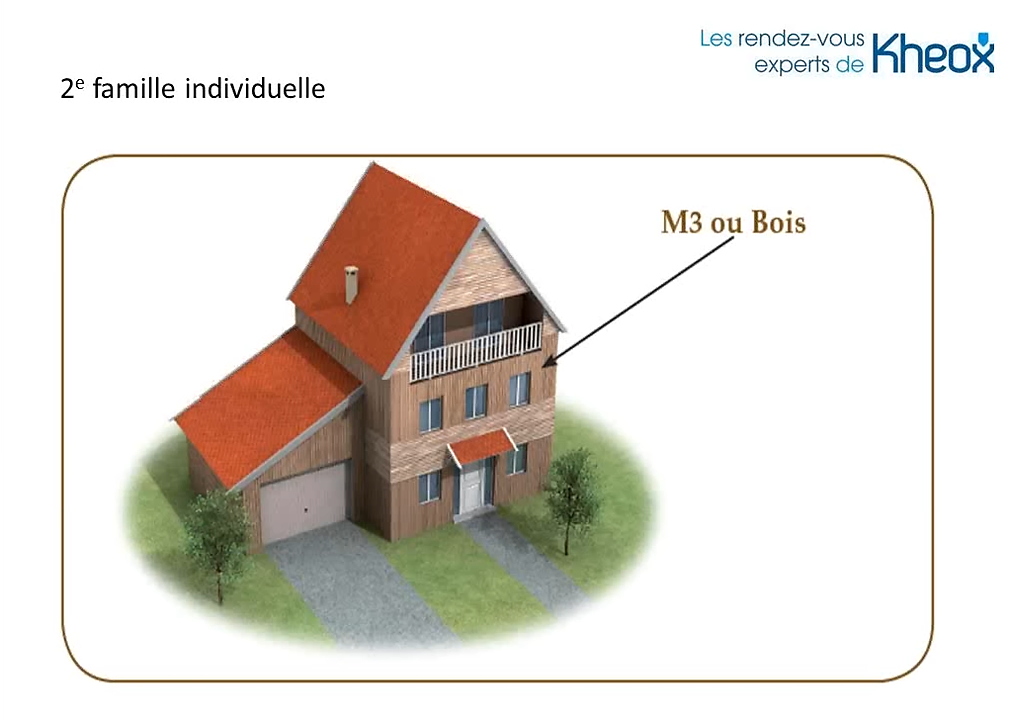 Les rendez-vous
experts de Kheox
2e famille individuelle
M3 ou Bois